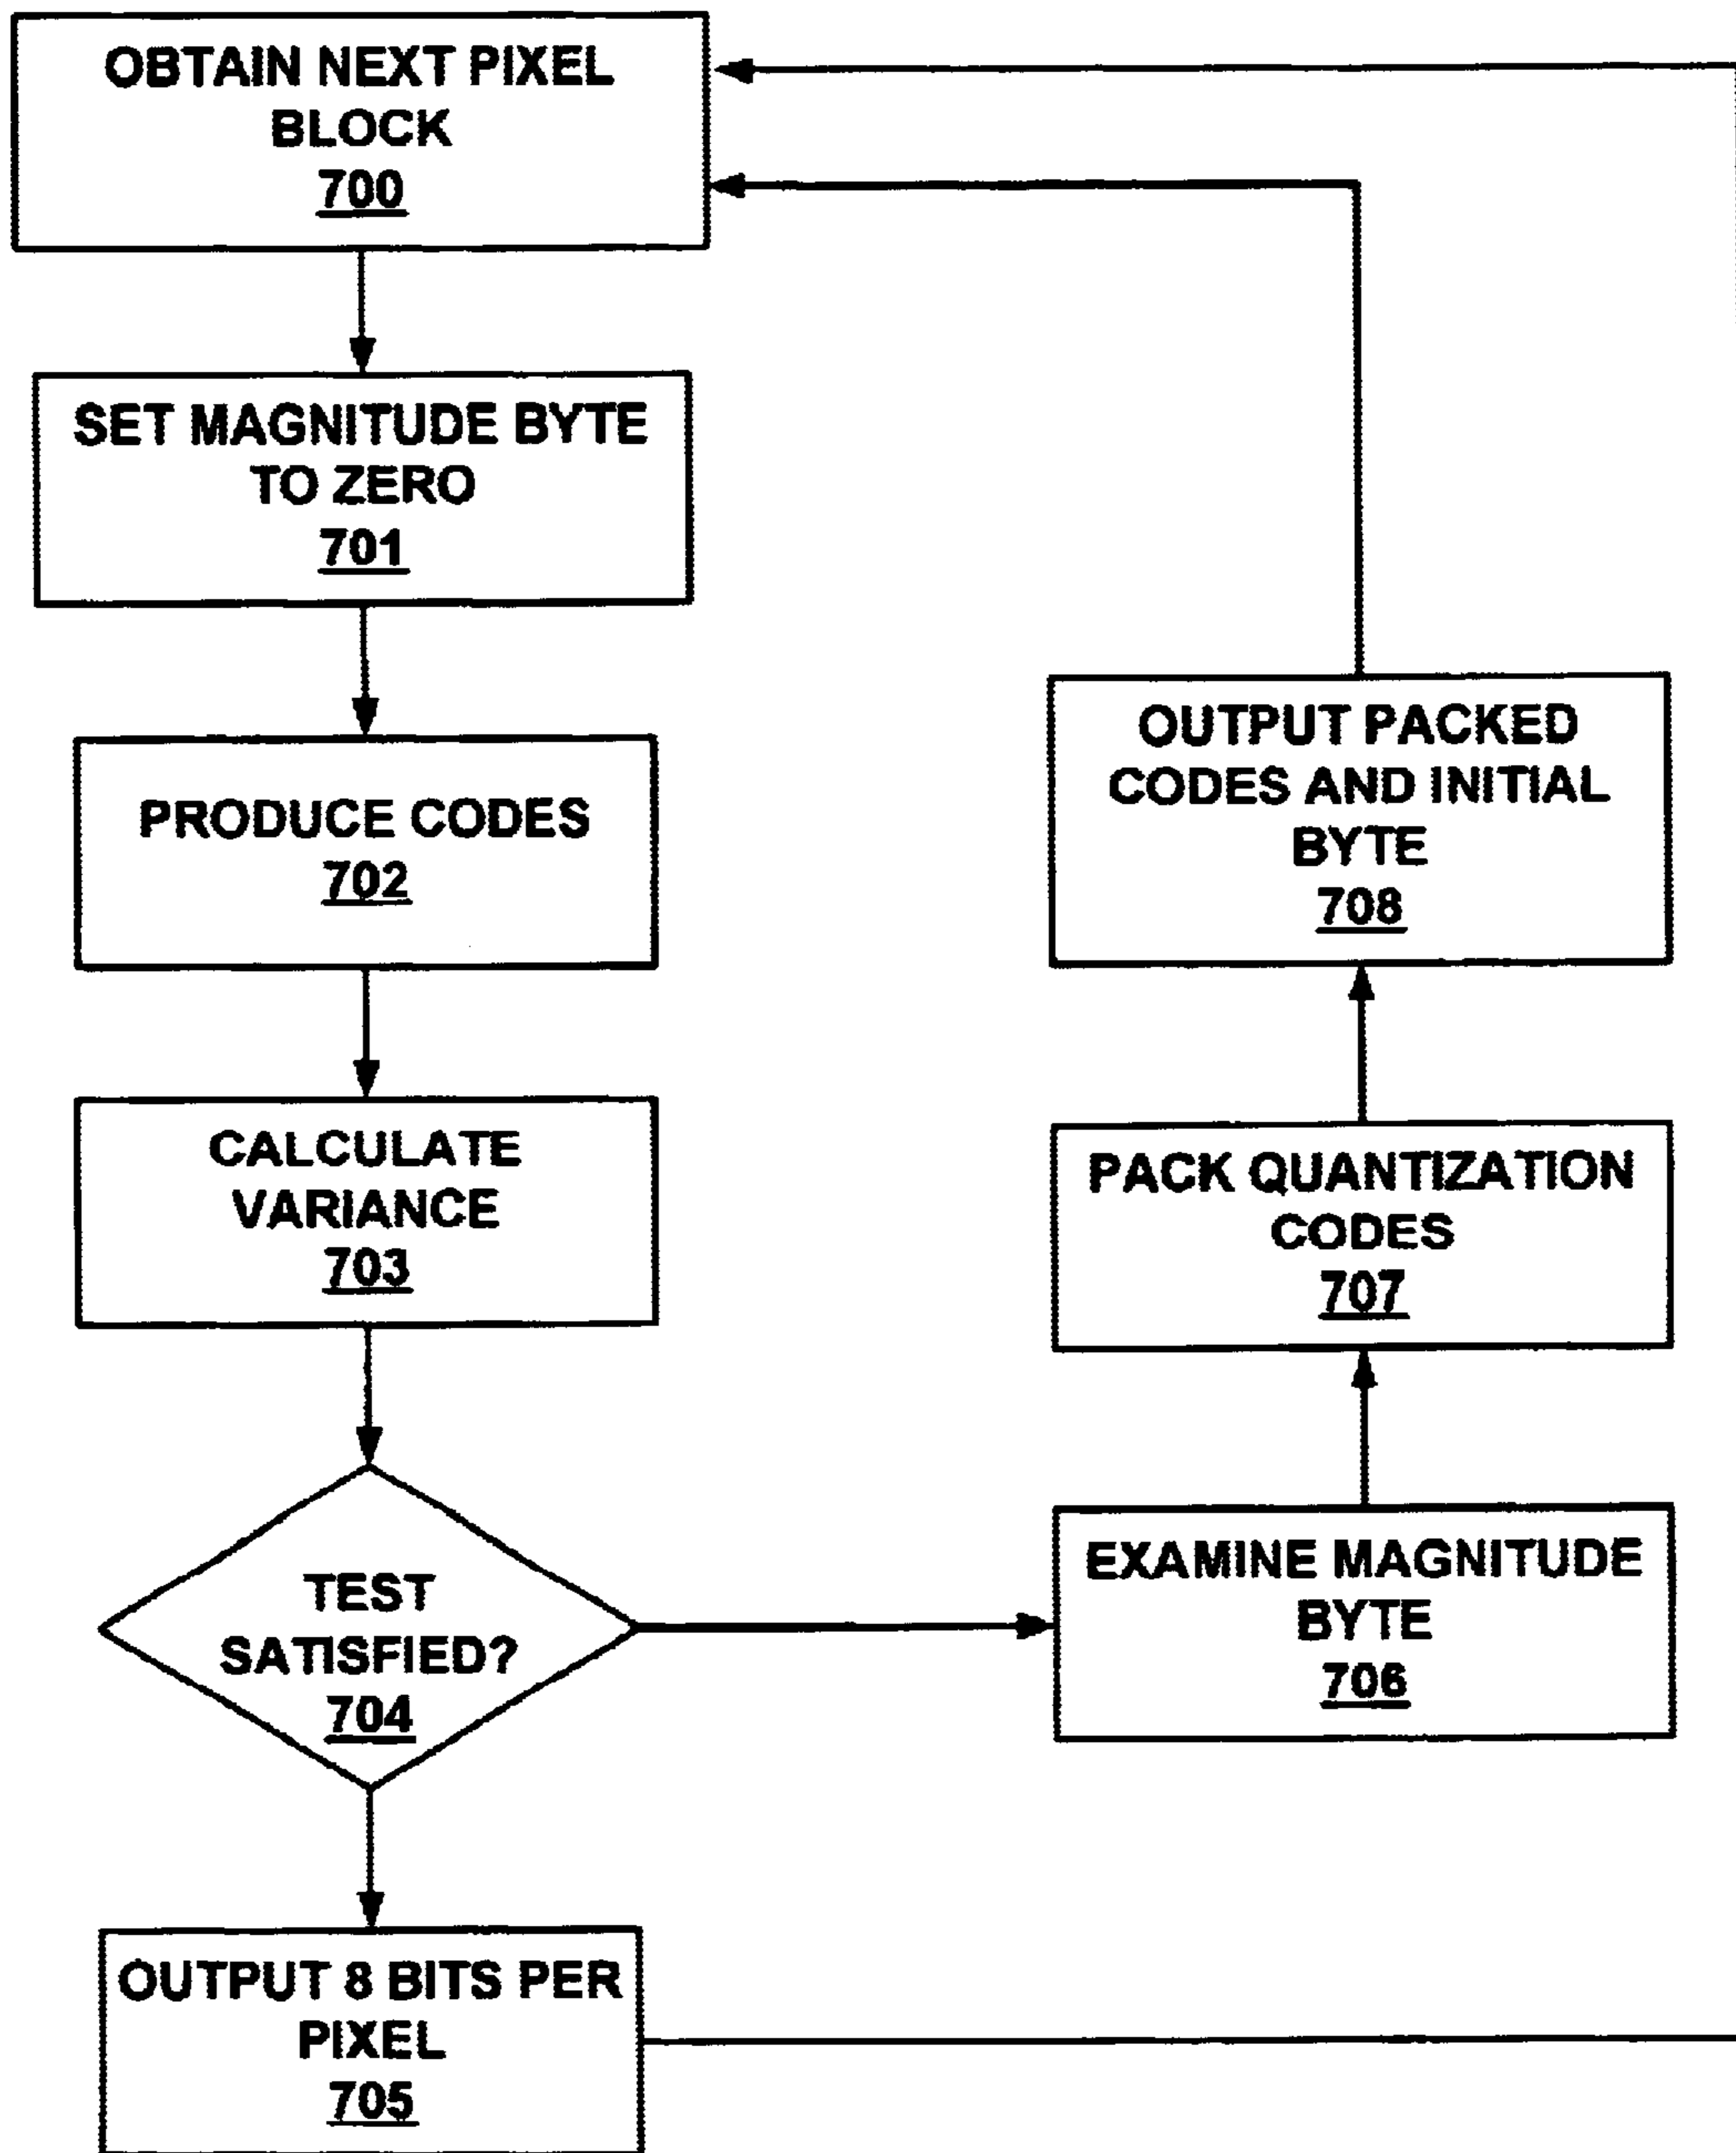 OBTAIN NEXT PIXEL
BLOCK
700
SET MAGNITUDE BYTE
TO ZERO
701
PRODUCE CODES
702
CALCULATE
VARIANCE
703
TEST
SATISFIED?
704
OUTPUT 8 BITS PER
PIXEL
705
EXAMINE MAGNITUDE
BYTE
706
PACK QUANTIZATION
CODES
707
OUTPUT PACKED
CODES AND INITIAL
BYTE
708